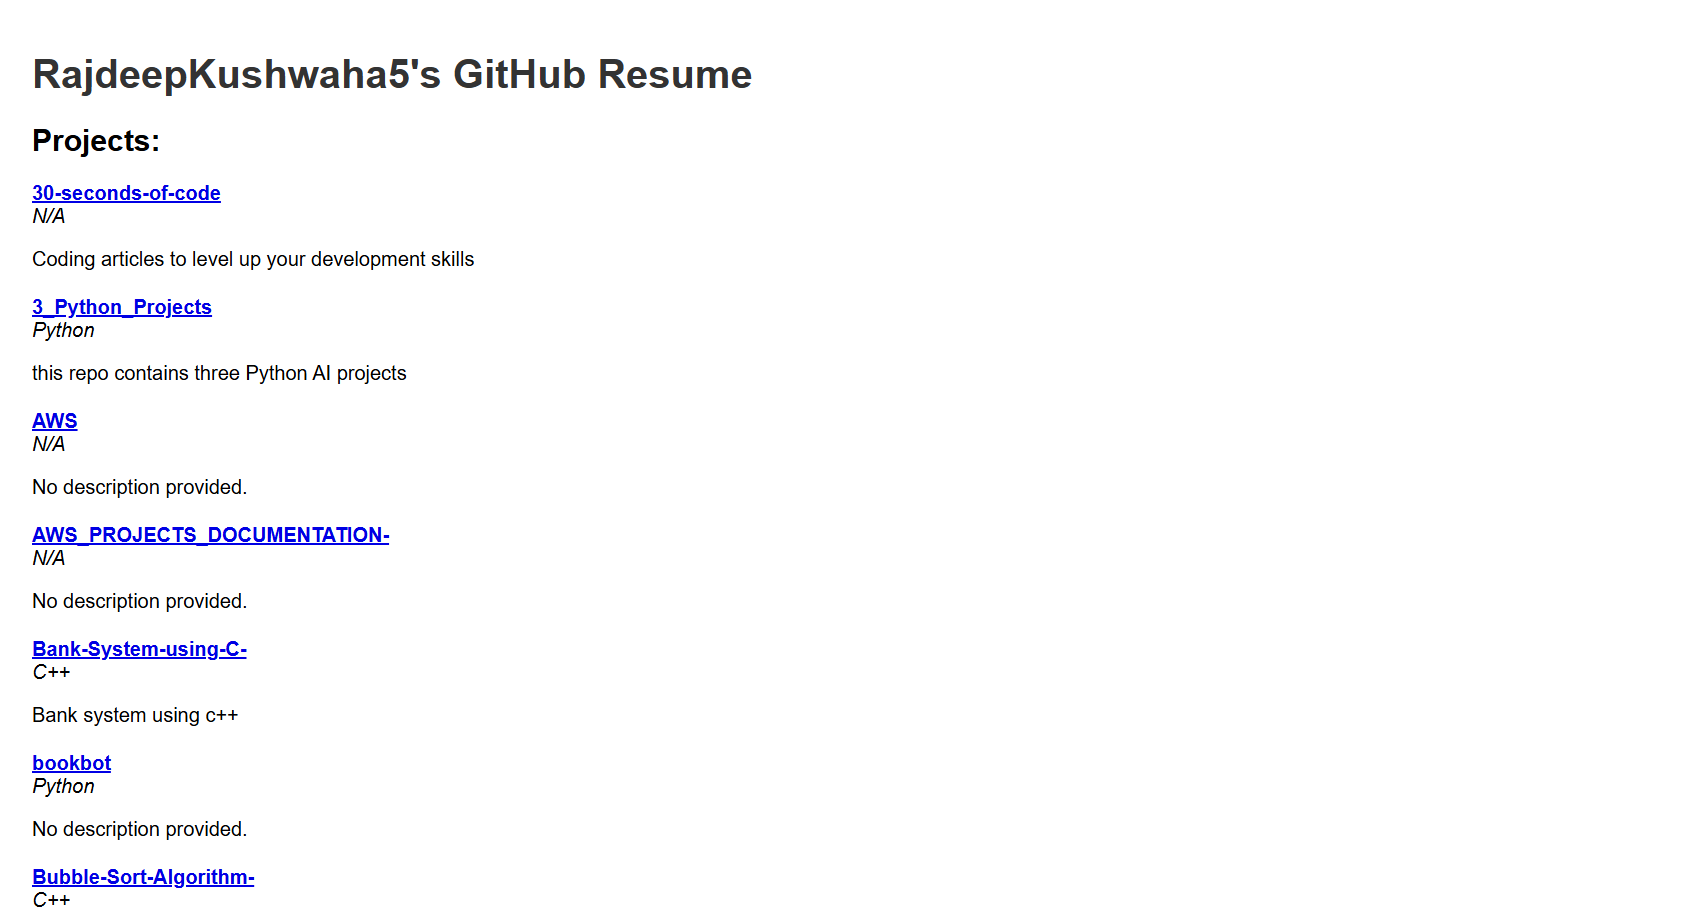 RajdeepKushwaha5's GitHub Resume
Projects:
30-seconds-of-code
N/A
Coding articles to level up your development skills
3_Python_Projects
Python
this repo contains three Python AI projects
AWS
N/A
No description provided.
AWS_PROJECTS_DOCUMENTATION-
N/A
No description provided.
Bank-System-using-C-
C++
Bank system using c++
bookbot
Python
No description provided.
Bubble-Sort-Algorithm-
C++